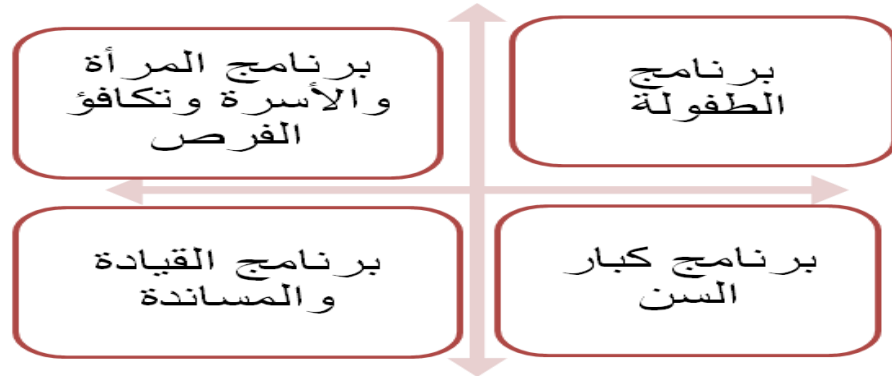 برنامج
الطفولة
برنامج المرأة
والأسرة وتكافؤ
الفرص
برنامج كبار
السن
برنامج القيادة
والمساندة